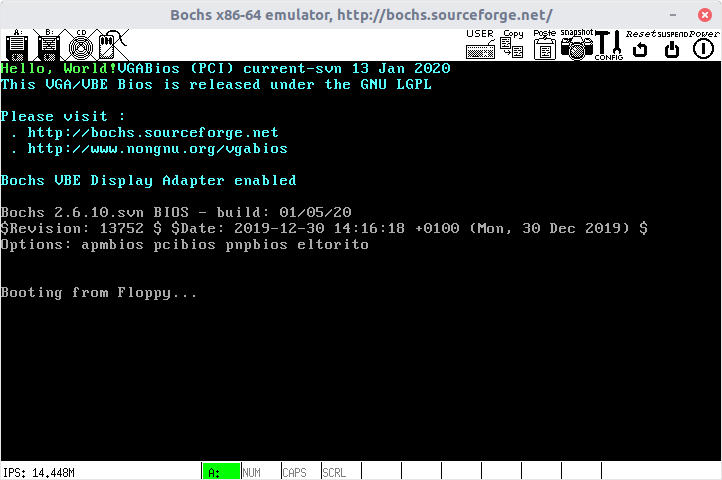 Bochs x86-64 emulator, http://bochs.sourceforge.net/
A: B: CD USER Copy Paste snapshot CONFIG Reset SUSPEND Power
Hello, World!VGABios (PCI) current-svn 13 Jan 2020
This VGA/VBE Bios is released under the GNU LGPL
Please visit :
. http://bochs.sourceforge.net
. http://www.nongnu.org/vgabios
Bochs VBE Display Adapter enabled
Bochs 2.6.10.svn BIOS - build: 01/05/20
$Revision: 13752 $ $Date: 2019-12-30 14:16:18 +0100 (Mon, 30 Dec 2019) $
Options: apmbios pcibios pnpbios eltorito
Booting from Floppy...
IPS: 14.448M A: NUM CAPS SCRL